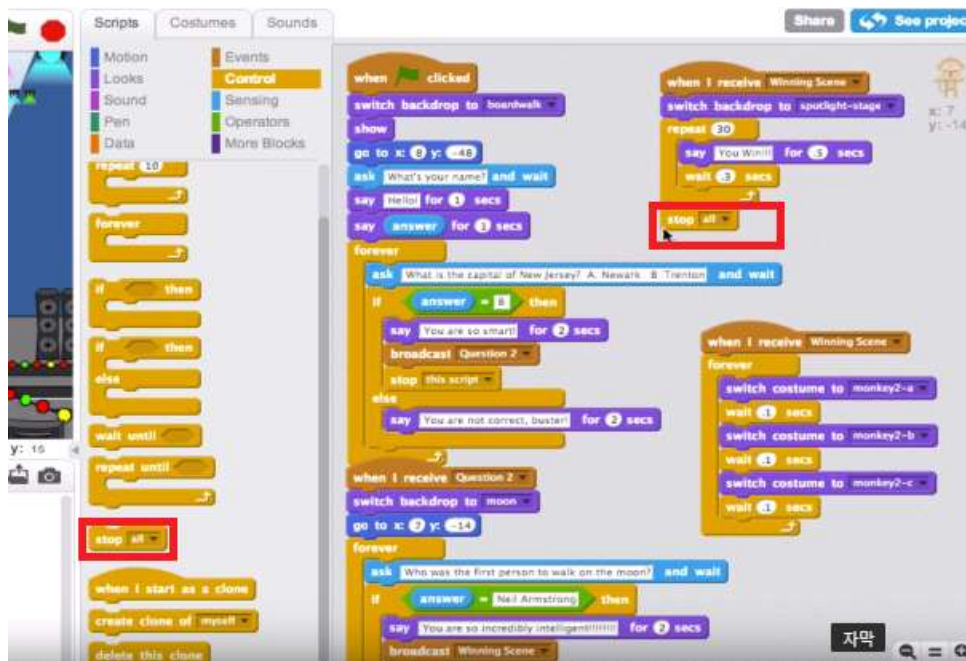 Scripts Costumes Sounds
Share See projec
Motion Events
Looks Control
Sound Sensing
Pen Operators
Data More Blocks
repeat 10
forever
if then
if then
else
wait until
repeat until
stop all
when I start as a clone
create clone of myself
delete this clone
y: 16
when clicked
switch backdrop to boardwalk
show
go to x: 8 y: -48
ask What's your name? and wait
say Hello! for 1 secs
say answer for 1 secs
forever
ask What is the capital of New Jersey? A. Newark B. Trenton and wait
if answer = B then
say You are so smart! for 2 secs
broadcast Question 2
stop this script
else
say You are not correct, buster! for 2 secs
when I receive Question 2
switch backdrop to moon
go to x: 7 y: -14
forever
ask Who was the first person to walk on the moon? and wait
if answer = Neil Armstrong then
say You are so incredibly intelligent!!!!!!!!! for 2 secs
broadcast Winning Scene
when I receive Winning Scene
switch backdrop to spotlight-stage
repeat 30
say You Win!!! for .5 secs
wait .3 secs
stop all
x: 7
y: -14
when I receive Winning Scene
forever
switch costume to monkey2-a
wait .1 secs
switch costume to monkey2-b
wait .1 secs
switch costume to monkey2-c
wait .1 secs
자막